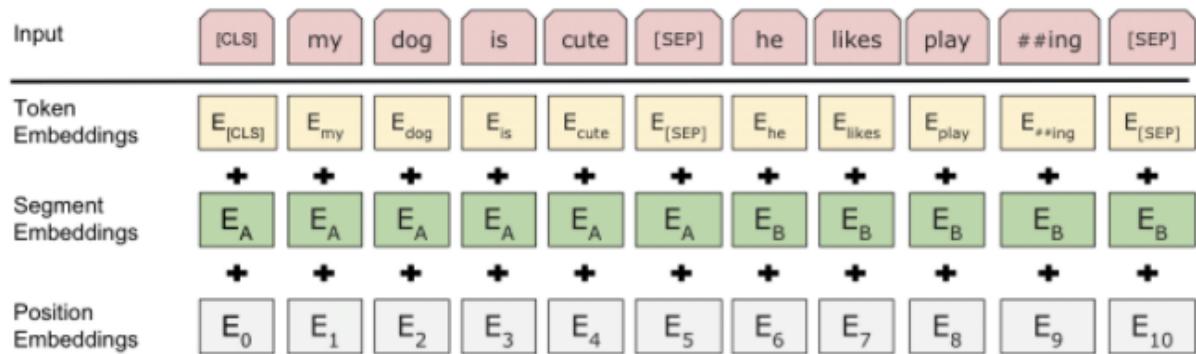 Input [CLS] my dog is cute [SEP] he likes play ##ing [SEP]
Token Embeddings E[CLS] Emy Edog Eis Ecute E[SEP] Ehe Elikes Eplay E##ing E[SEP]
+ + + + + + + + + + +
Segment Embeddings EA EA EA EA EA EA EB EB EB EB EB
+ + + + + + + + + + +
Position Embeddings E0 E1 E2 E3 E4 E5 E6 E7 E8 E9 E10